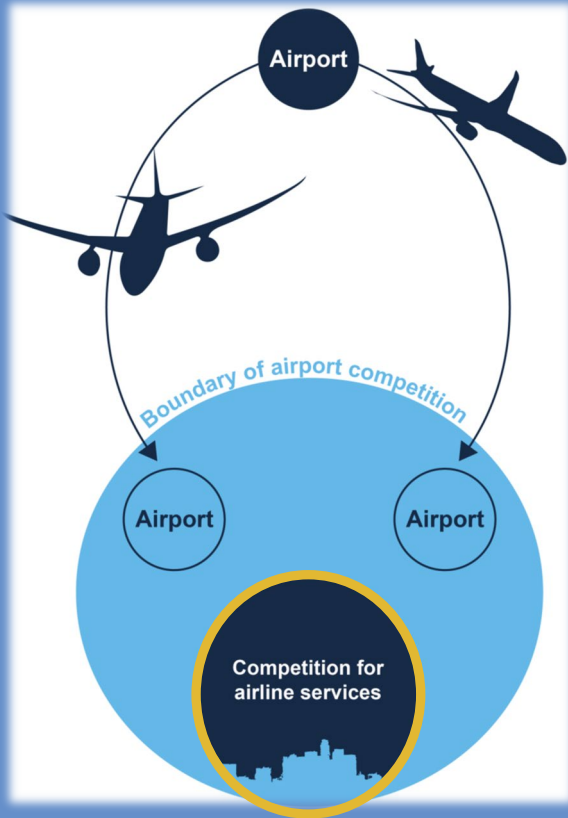 Airport
Boundary of airport competition
Airport
Airport
Competition for
airline services